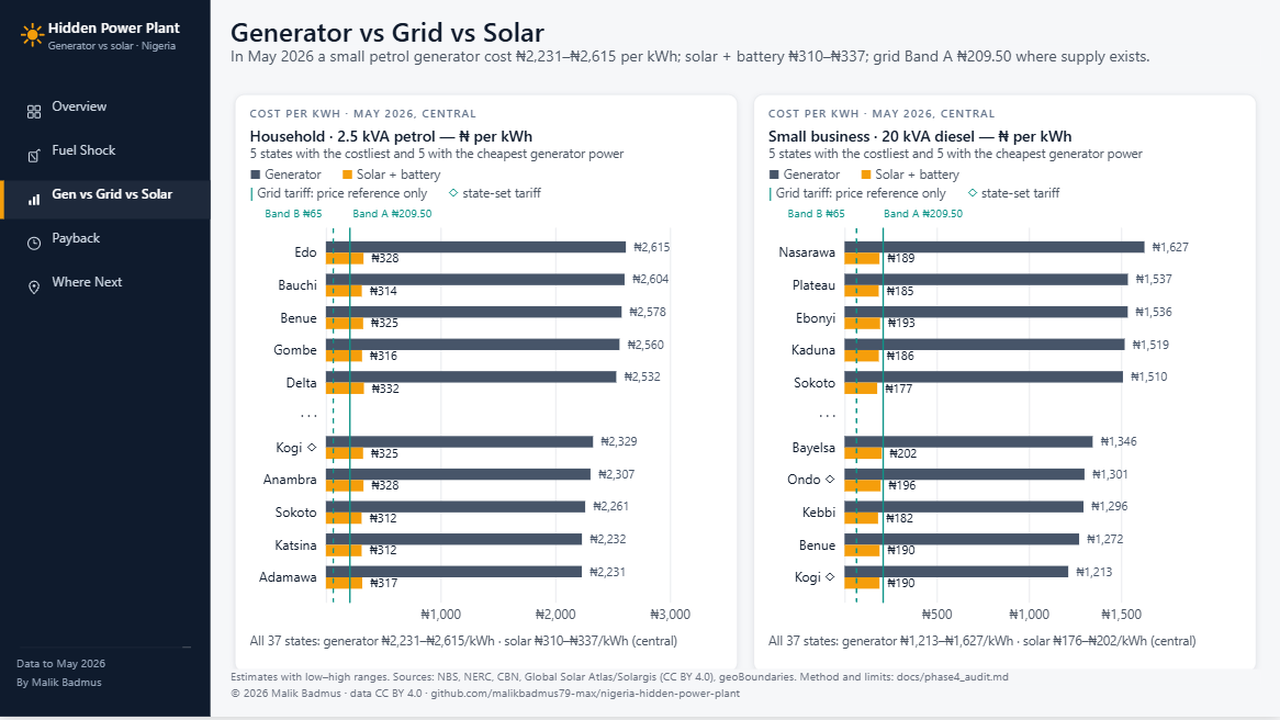 Hidden Power Plant
Generator vs solar · Nigeria
Overview
Fuel Shock
Gen vs Grid vs Solar
Payback
Where Next
Data to May 2026
By Malik Badmus
Generator vs Grid vs Solar
In May 2026 a small petrol generator cost ₦2,231–₦2,615 per kWh; solar + battery ₦310–₦337; grid Band A ₦209.50 where supply exists.
COST PER KWH · MAY 2026, CENTRAL
Household · 2.5 kVA petrol — ₦ per kWh
5 states with the costliest and 5 with the cheapest generator power
Generator Solar + battery
Grid tariff: price reference only ◇ state-set tariff
Band B ₦65 Band A ₦209.50
Edo ₦2,615
₦328
Bauchi ₦2,604
₦314
Benue ₦2,578
₦325
Gombe ₦2,560
₦316
Delta ₦2,532
₦332
...
Kogi ◇ ₦2,329
₦325
Anambra ₦2,307
₦328
Sokoto ₦2,261
₦312
Katsina ₦2,232
₦312
Adamawa ₦2,231
₦317
₦1,000 ₦2,000 ₦3,000
All 37 states: generator ₦2,231–₦2,615/kWh · solar ₦310–₦337/kWh (central)
COST PER KWH · MAY 2026, CENTRAL
Small business · 20 kVA diesel — ₦ per kWh
5 states with the costliest and 5 with the cheapest generator power
Generator Solar + battery
Grid tariff: price reference only ◇ state-set tariff
Band B ₦65 Band A ₦209.50
Nasarawa ₦1,627
₦189
Plateau ₦1,537
₦185
Ebonyi ₦1,536
₦193
Kaduna ₦1,519
₦186
Sokoto ₦1,510
₦177
...
Bayelsa ₦1,346
₦202
Ondo ◇ ₦1,301
₦196
Kebbi ₦1,296
₦182
Benue ₦1,272
₦190
Kogi ◇ ₦1,213
₦190
₦500 ₦1,000 ₦1,500
All 37 states: generator ₦1,213–₦1,627/kWh · solar ₦176–₦202/kWh (central)
Estimates with low–high ranges. Sources: NBS, NERC, CBN, Global Solar Atlas/Solargis (CC BY 4.0), geoBoundaries. Method and limits: docs/phase4_audit.md
© 2026 Malik Badmus · data CC BY 4.0 · github.com/malikbadmus79-max/nigeria-hidden-power-plant